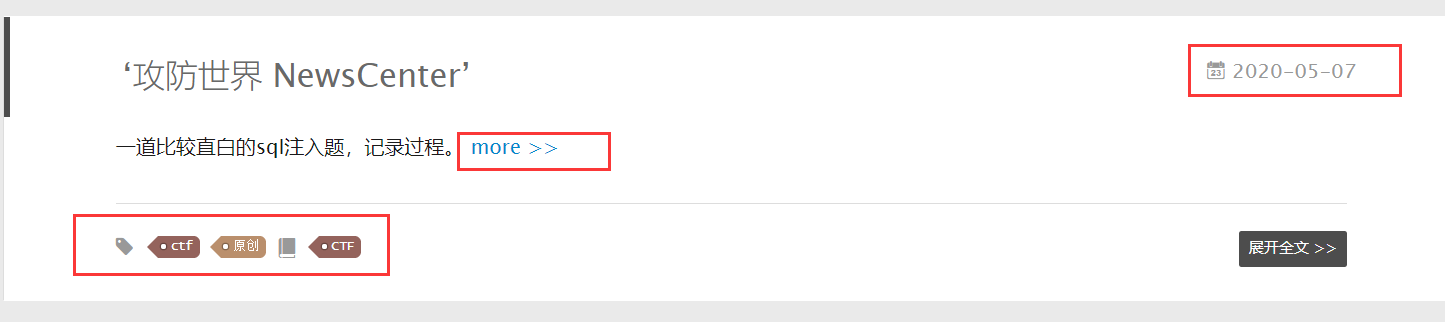 ‘攻防世界 NewsCenter’
23 2020-05-07
一道比较直白的sql注入题，记录过程。 more >>
ctf 原创 CTF 展开全文 >>